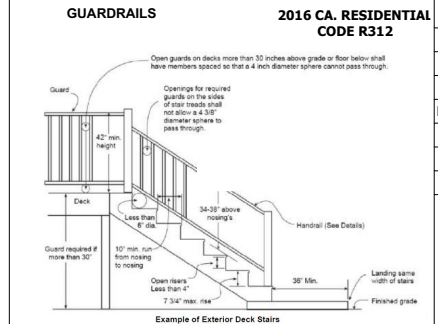 GUARDRAILS
2016 CA. RESIDENTIAL
CODE R312
Open guards on decks more than 30 inches above grade or floor below shall
have members spaced so that a 4 inch diameter sphere cannot pass through.
Guard
Openings for required
guards on the sides
of stair treads shall
not allow a 4 3/8"
diameter sphere to
pass through.
42" min.
height
Deck
Less than
6" dia.
34-38" above
nosing's
Handrail (See Details)
Guard required if
more than 30"
10" min. run
from nosing
to nosing
Open risers
Less than 4"
7 3/4" max. rise
36" Min.
Landing same
width of stairs
Finished grade
Example of Exterior Deck Stairs